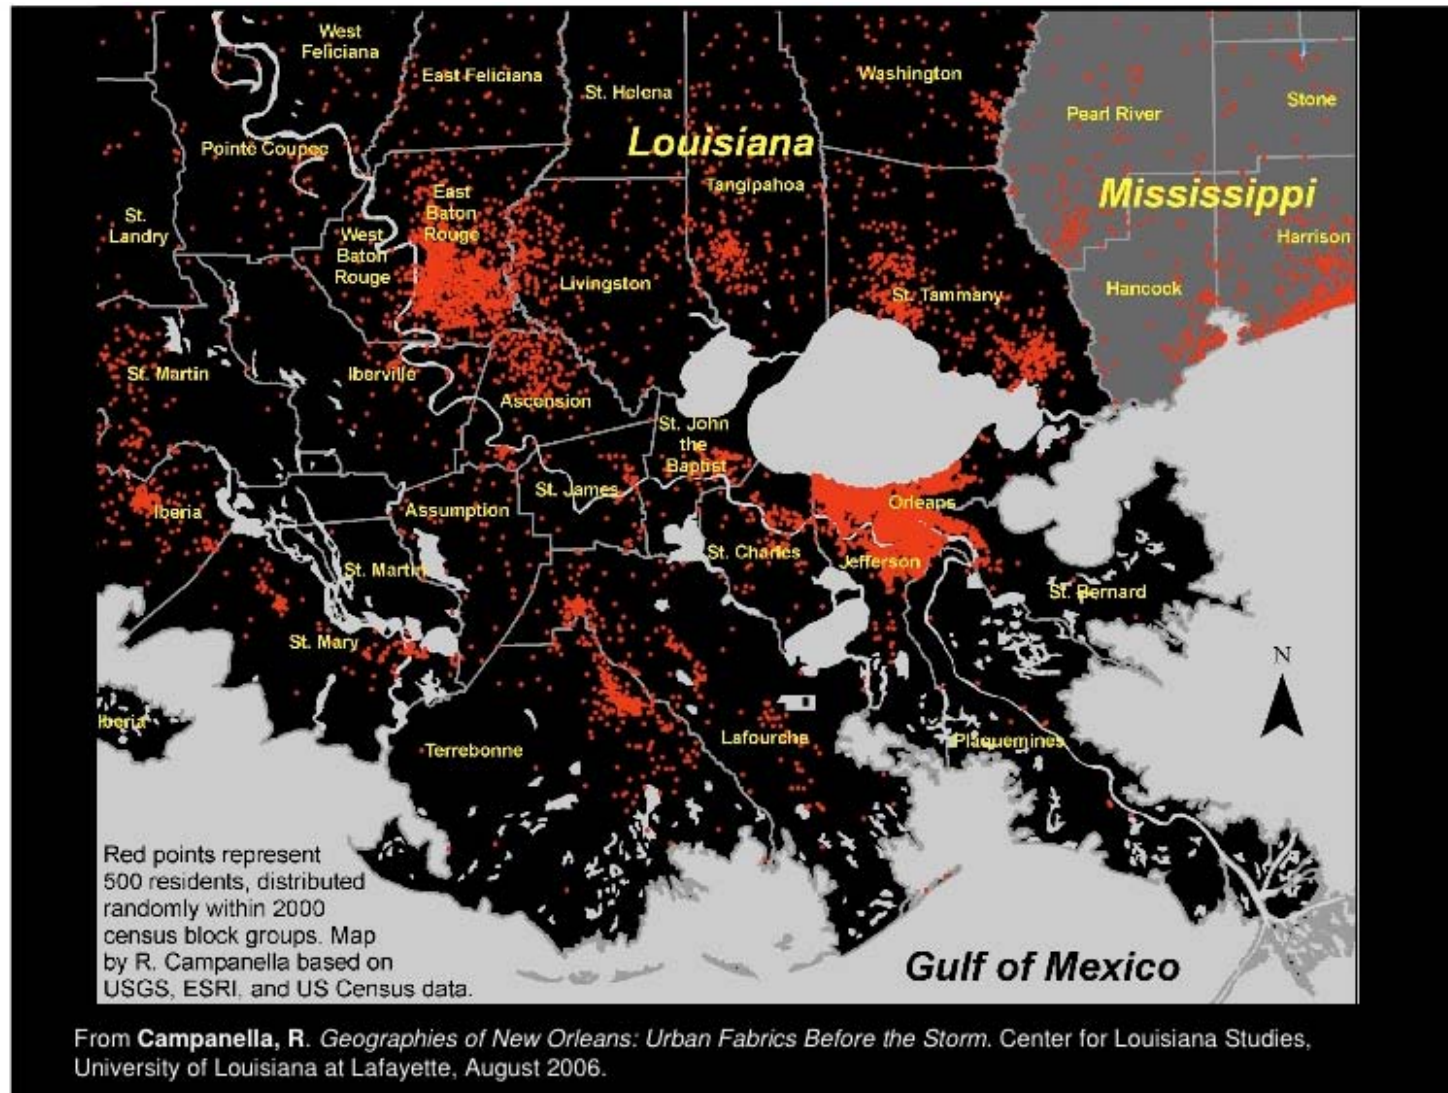 West
Feliciana
East Feliciana
St. Helena
Washington
Pearl River
Stone
Pointe Coupee
Louisiana
Tangipahoa
Mississippi
East
Baton
Rouge
St.
Landry
West
Baton
Rouge
Harrison
Livingston
St. Tammany
Hancock
St. Martin
Iberville
Ascension
St. John
the
Baptist
St. James
Orleans
Iberia
Assumption
St. Charles
Jefferson
St. Martin
St. Bernard
St. Mary
N
Iberia
Terrebonne
Lafourche
Plaquemines
Red points represent
500 residents, distributed
randomly within 2000
census block groups. Map
by R. Campanella based on
USGS, ESRI, and US Census data.
Gulf of Mexico
From Campanella, R. Geographies of New Orleans: Urban Fabrics Before the Storm. Center for Louisiana Studies,
University of Louisiana at Lafayette, August 2006.